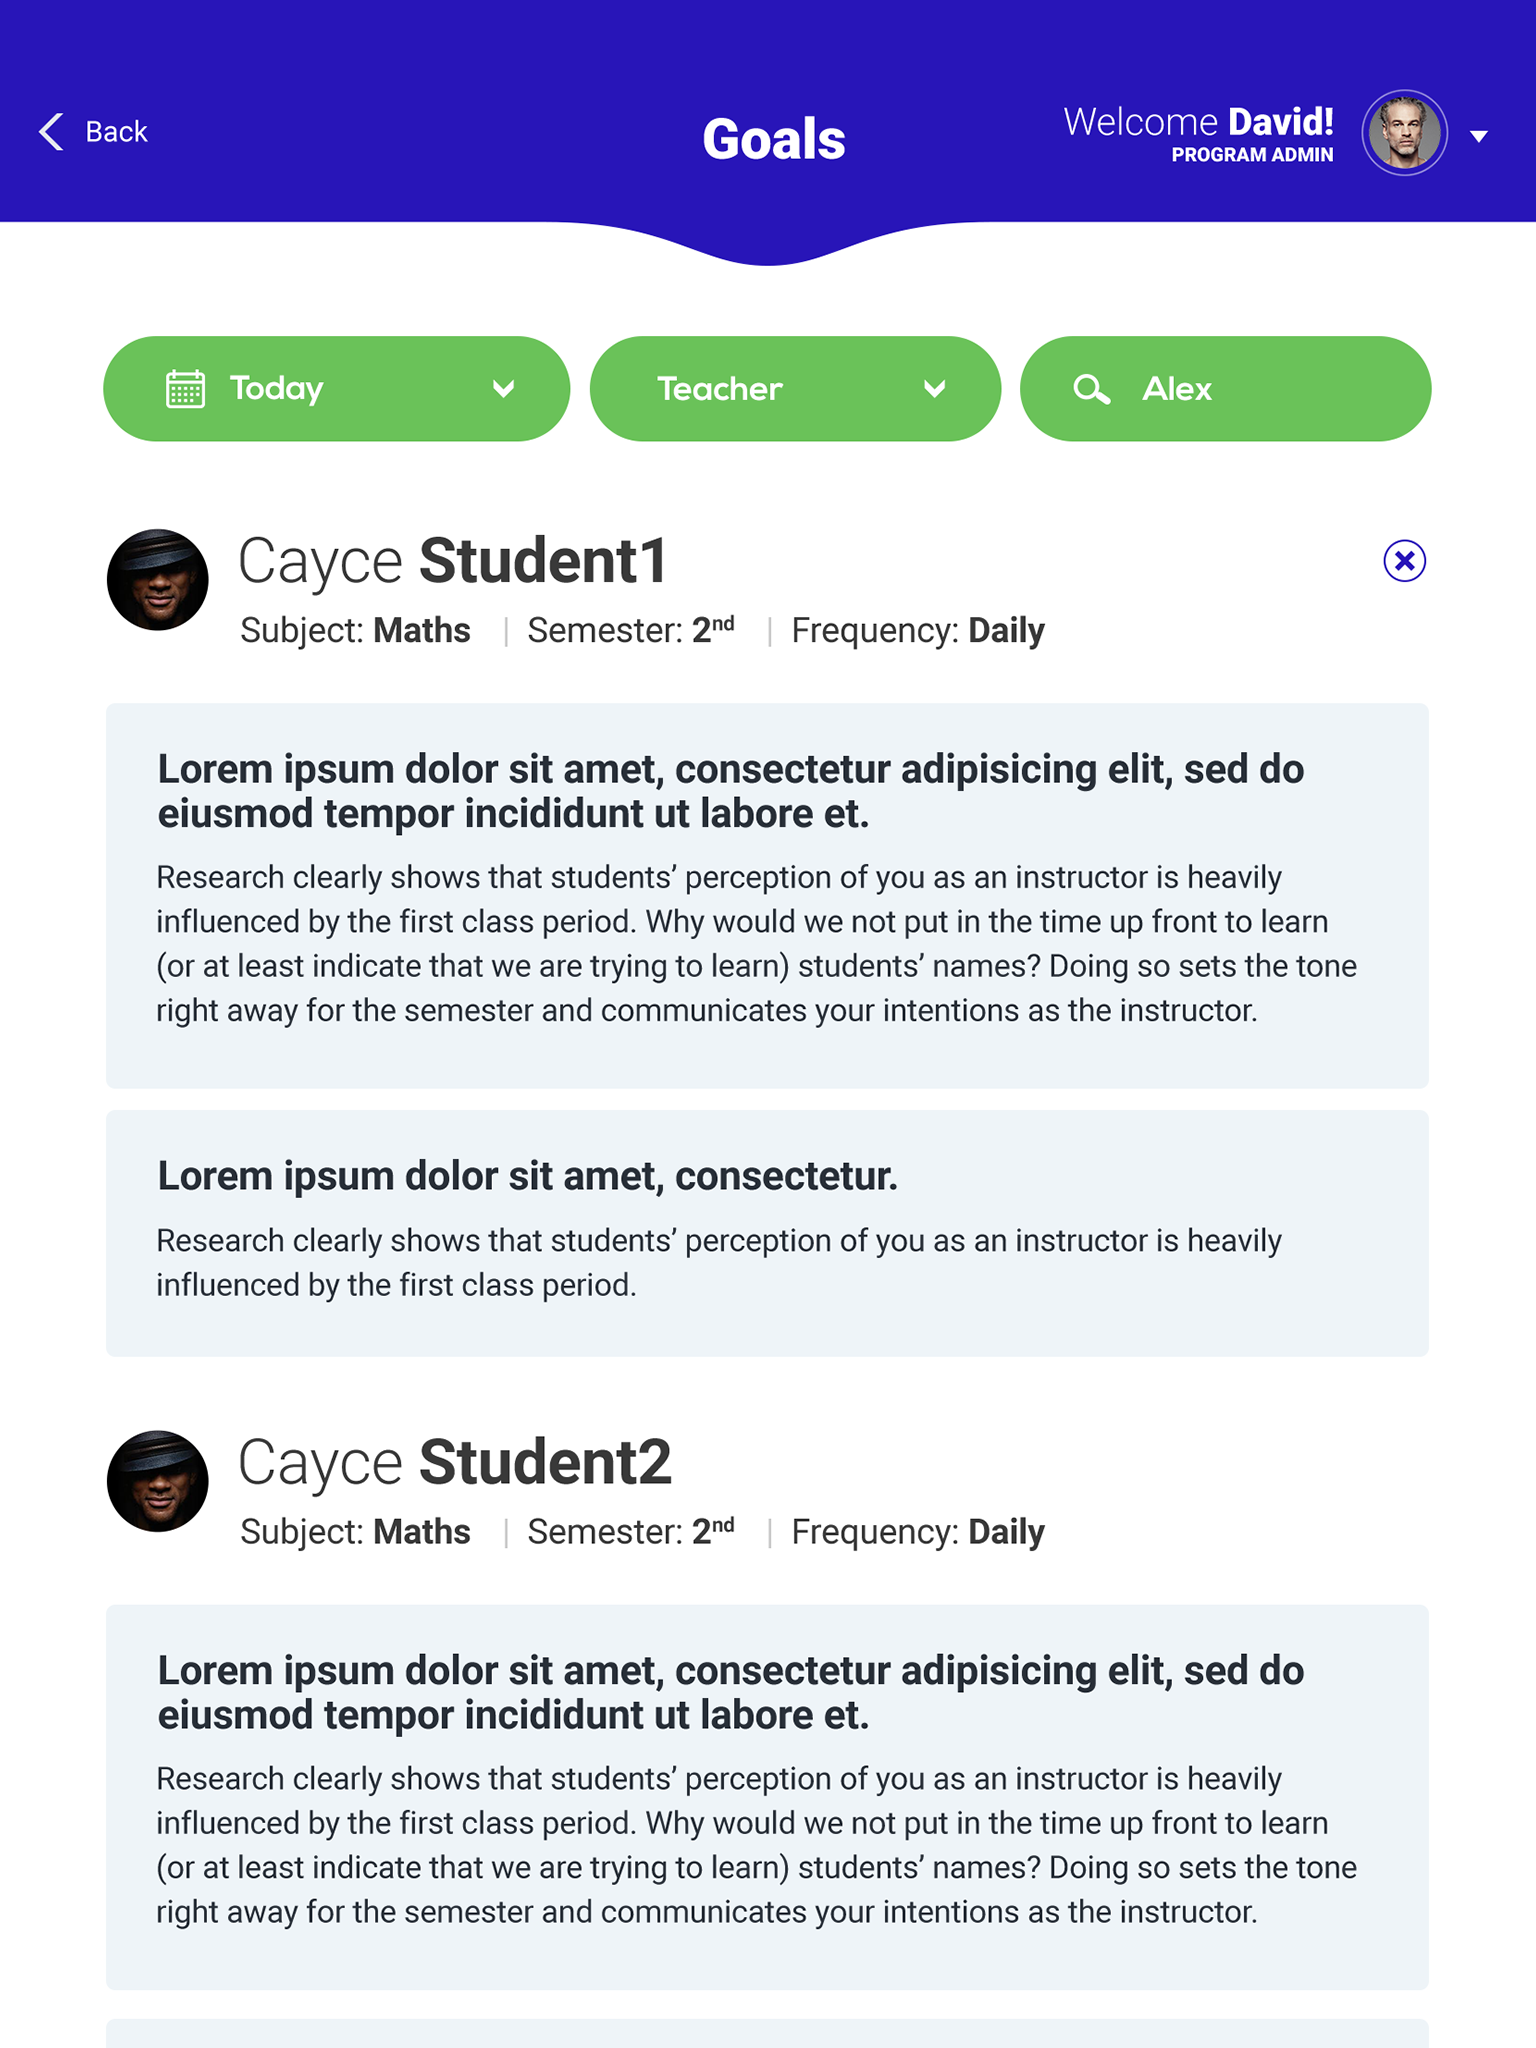 Back
Goals
Welcome David!
PROGRAM ADMIN
Today
Teacher
Alex
Cayce Student1
Subject: Maths | Semester: 2nd | Frequency: Daily
Lorem ipsum dolor sit amet, consectetur adipisicing elit, sed do
eiusmod tempor incididunt ut labore et.
Research clearly shows that students’ perception of you as an instructor is heavily
influenced by the first class period. Why would we not put in the time up front to learn
(or at least indicate that we are trying to learn) students’ names? Doing so sets the tone
right away for the semester and communicates your intentions as the instructor.
Lorem ipsum dolor sit amet, consectetur.
Research clearly shows that students’ perception of you as an instructor is heavily
influenced by the first class period.
Cayce Student2
Subject: Maths | Semester: 2nd | Frequency: Daily
Lorem ipsum dolor sit amet, consectetur adipisicing elit, sed do
eiusmod tempor incididunt ut labore et.
Research clearly shows that students’ perception of you as an instructor is heavily
influenced by the first class period. Why would we not put in the time up front to learn
(or at least indicate that we are trying to learn) students’ names? Doing so sets the tone
right away for the semester and communicates your intentions as the instructor.